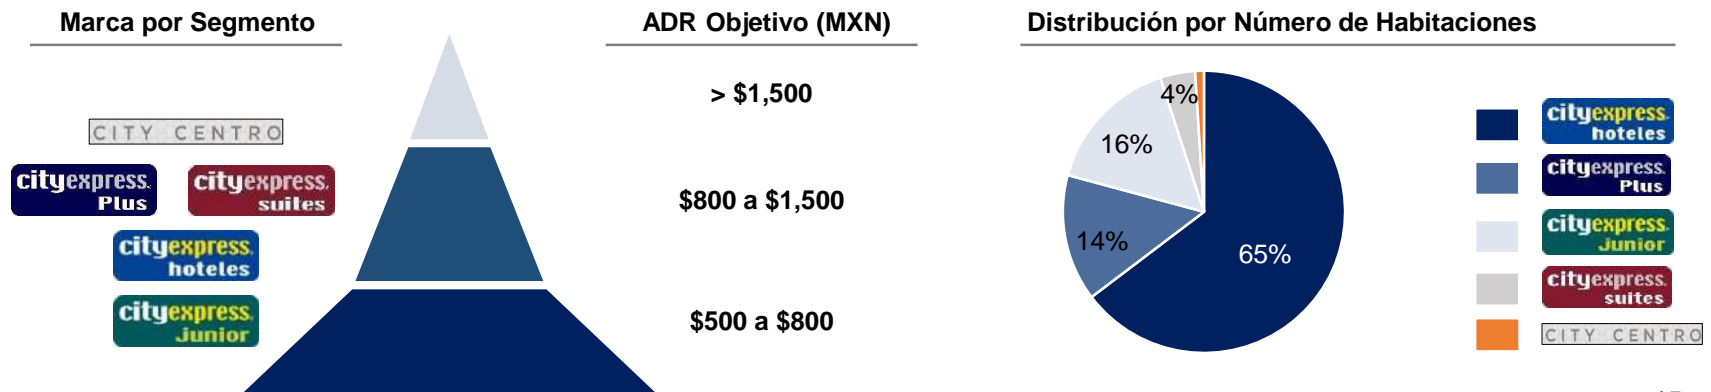 Marca por Segmento
CITY CENTRO
cityexpress.
Plus
cityexpress.
suites
cityexpress.
hoteles
cityexpress.
Junior
ADR Objetivo (MXN)
> $1,500
$800 a $1,500
$500 a $800
Distribución por Número de Habitaciones
4%
16%
14%
65%
cityexpress.
hoteles
cityexpress.
Plus
cityexpress.
Junior
cityexpress.
suites
CITY CENTRO